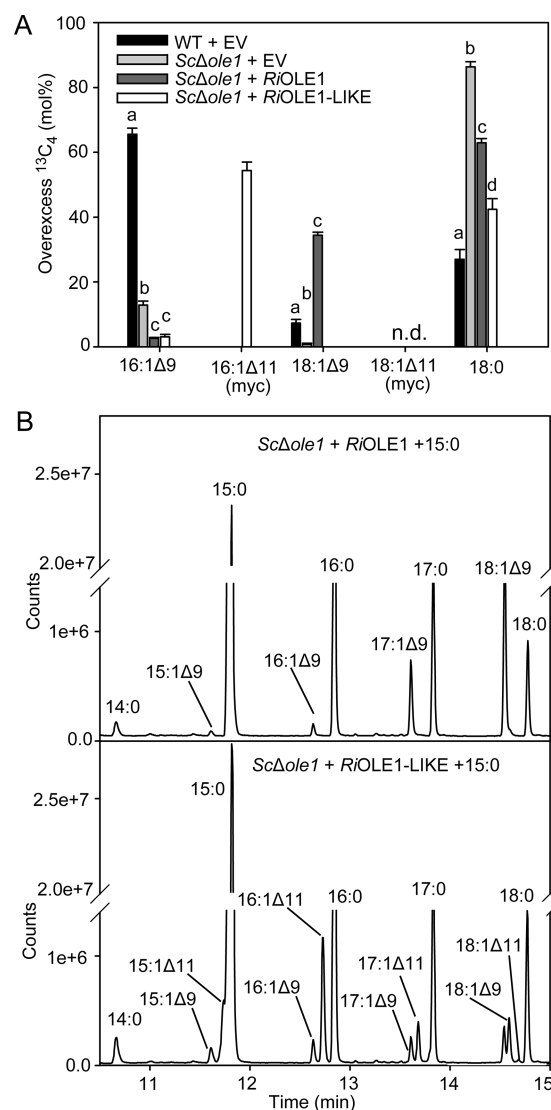 A
100
80
60
40
20
0
Overexcess ¹³C₄ (mol%)
WT + EV
ScΔole1 + EV
ScΔole1 + RiOLE1
ScΔole1 + RiOLE1-LIKE
a
b
c
c
a
b
c
n.d.
a
b
c
d
16:1Δ9
16:1Δ11
(myc)
18:1Δ9
18:1Δ11
(myc)
18:0
B
ScΔole1 + RiOLE1 +15:0
2.5e+7
2.0e+7
1e+6
0.0
Counts
14:0
15:1Δ9
15:0
16:1Δ9
16:0
17:1Δ9
17:0
18:1Δ9
18:0
ScΔole1 + RiOLE1-LIKE +15:0
2.5e+7
2.0e+7
1e+6
0.0
Counts
14:0
15:1Δ9
15:1Δ11
15:0
16:1Δ9
16:1Δ11
16:0
17:1Δ9
17:1Δ11
17:0
18:1Δ9
18:1Δ11
18:0
11
12
13
14
15
Time (min)